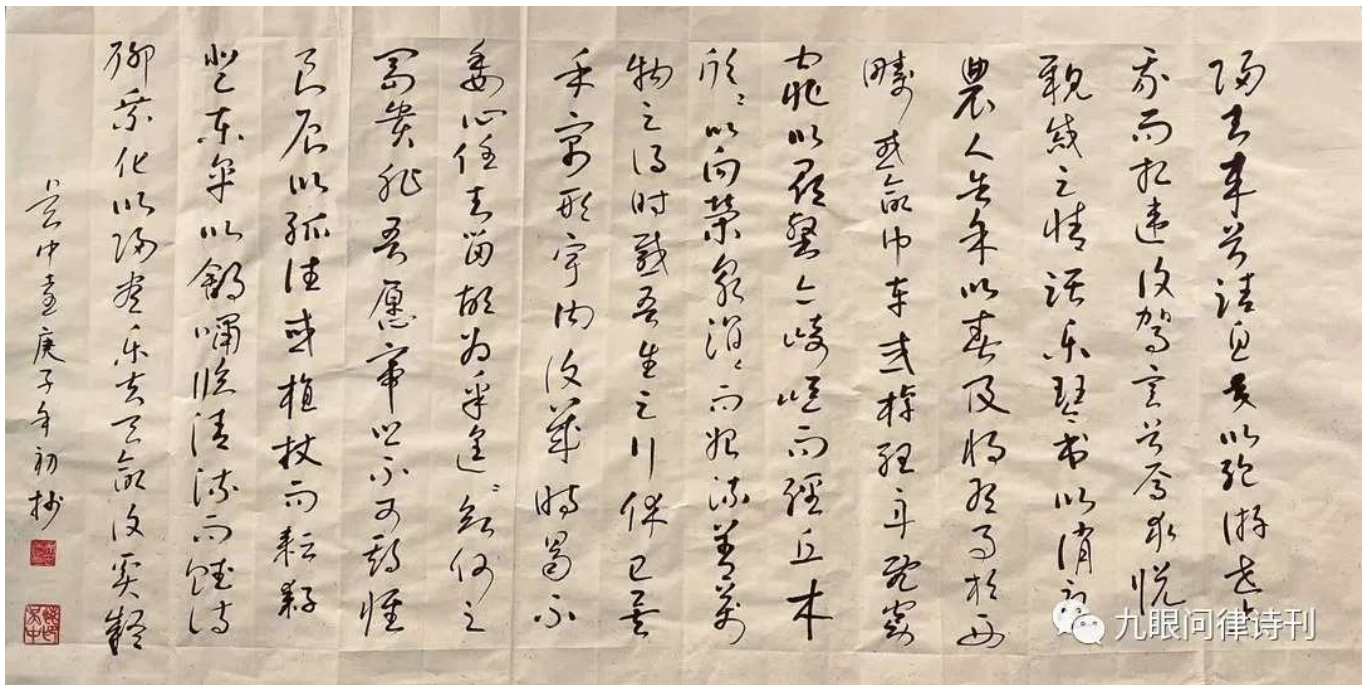 归去来兮请息交以绝游世与
我而相违复驾言兮焉求悦
亲戚之情话乐琴书以消忧
農人告余以春及将有事于西
畴或命巾车或棹孤舟既窈
窕以尋壑亦崎岖而经丘木
欣欣以向荣泉涓涓而始流善万
物之得时感吾生之行休已矣
乎寓形宇内復几时曷不
委心任去留胡为乎遑遑欲何之
富贵非吾愿帝乡不可期怀
良辰以孤往或植杖而耘耔
登东皋以舒啸临清流而赋诗
聊乘化以归尽乐夫天命复奚疑
庚子年初抄
九眼问律诗刊